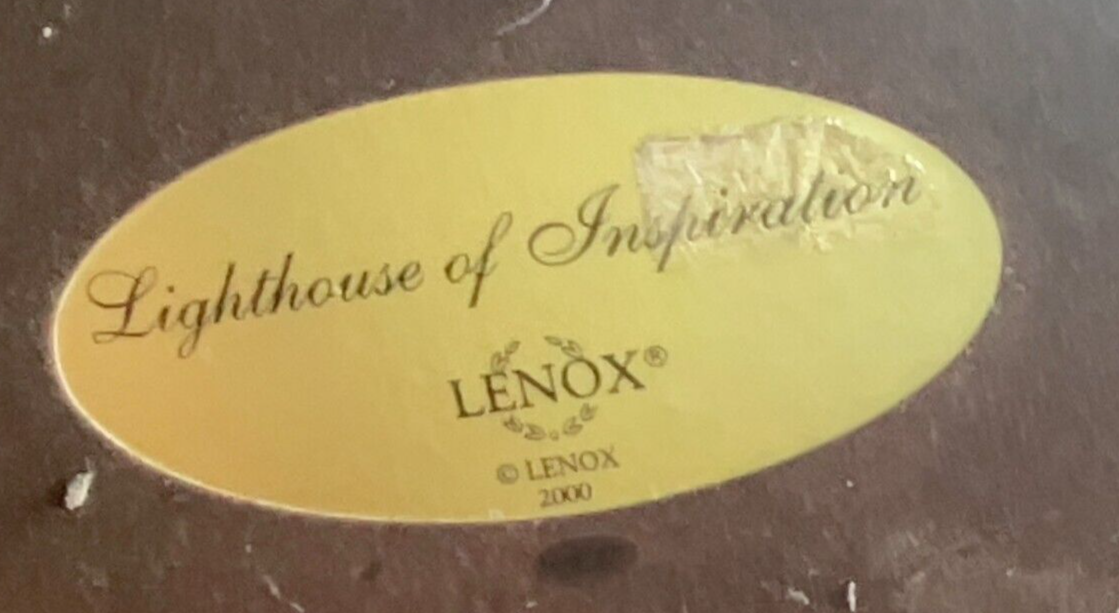 Lighthouse of Inspiration
LENOX®
© LENOX
2000